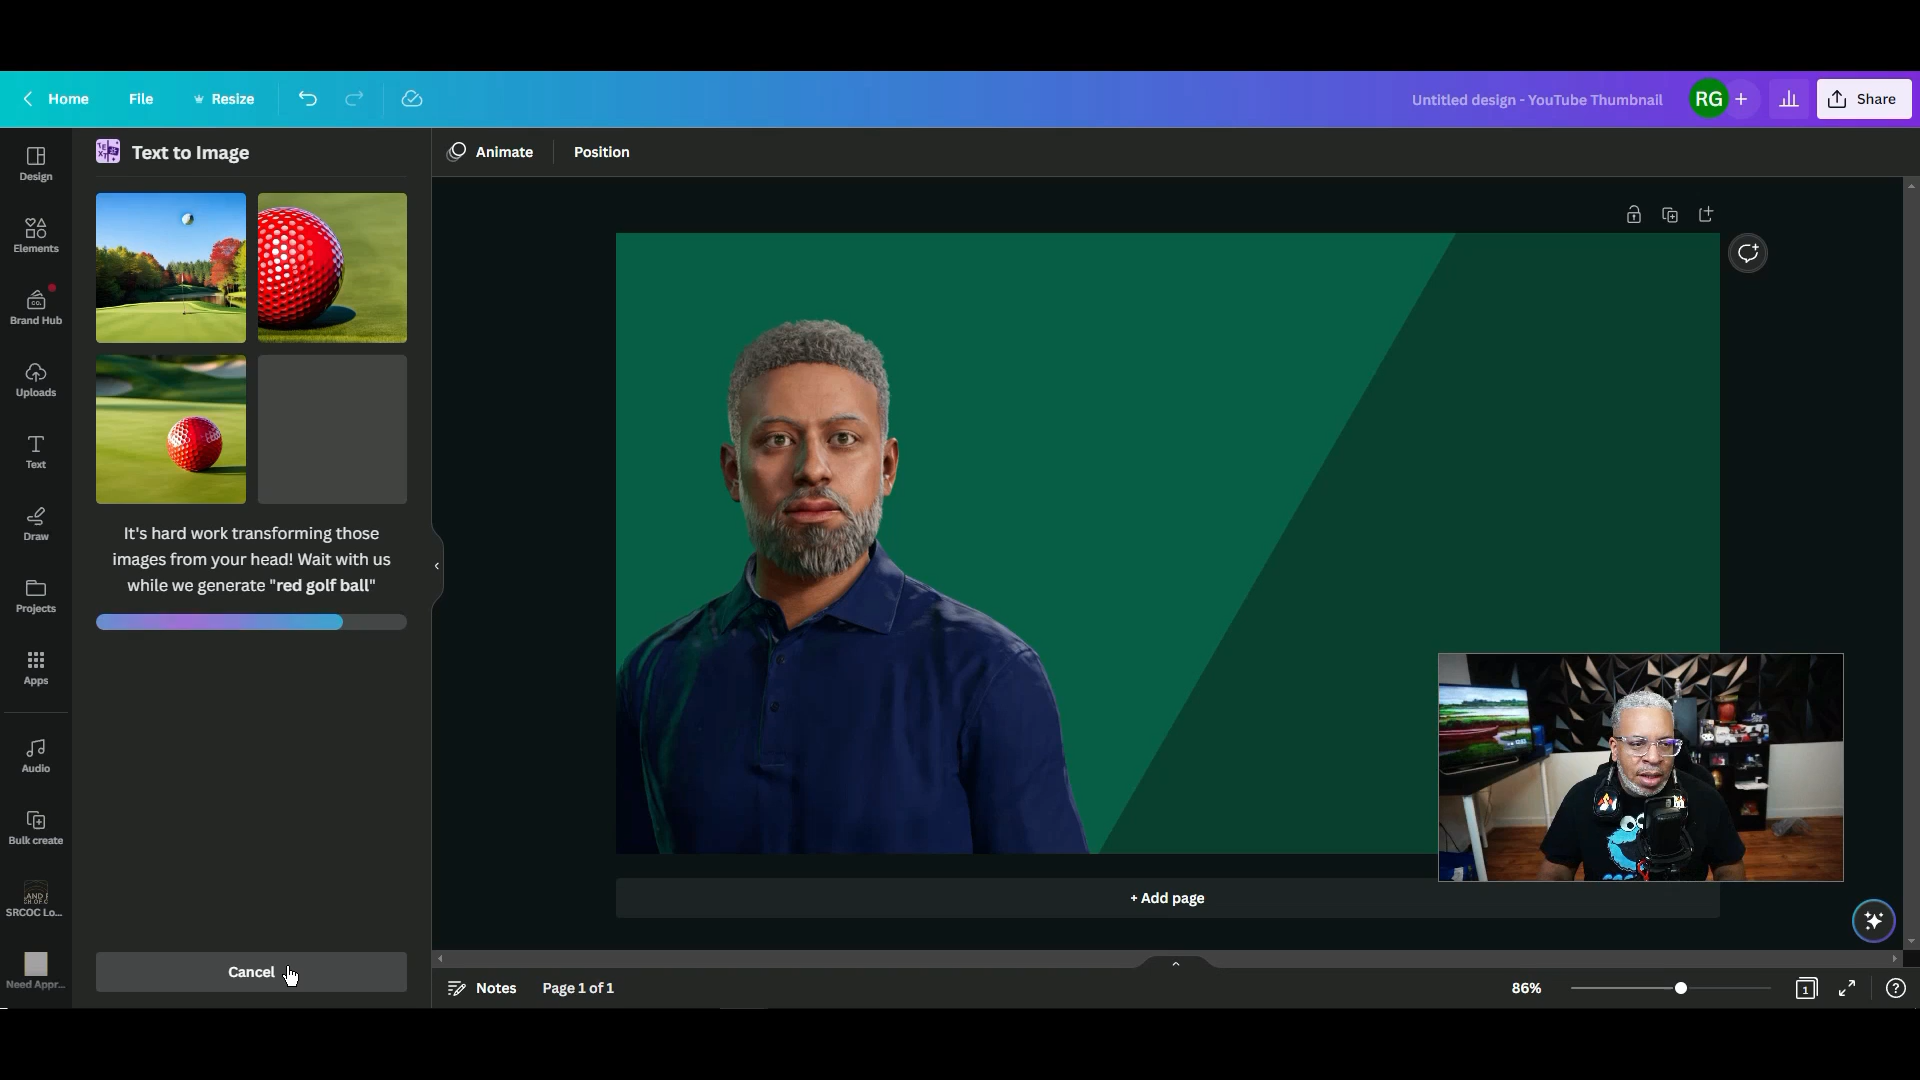 Home
File
Resize
Untitled design - YouTube Thumbnail
RG
+
Share
Design
Elements
Brand Hub
Uploads
Text
Draw
Projects
Apps
Audio
Bulk create
SRCOC Lo...
Need Appr...
Text to Image
It's hard work transforming those
images from your head! Wait with us
while we generate "red golf ball"
Cancel
Animate
Position
+ Add page
Notes
Page 1 of 1
86%
1
?